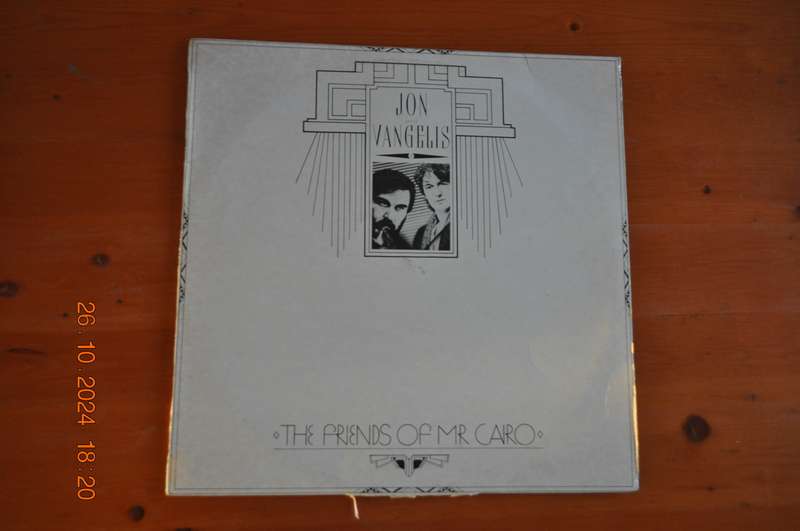 JON
VANGELIS
THE FRIENDS OF MR CAIRO
26.10.2024 18:20